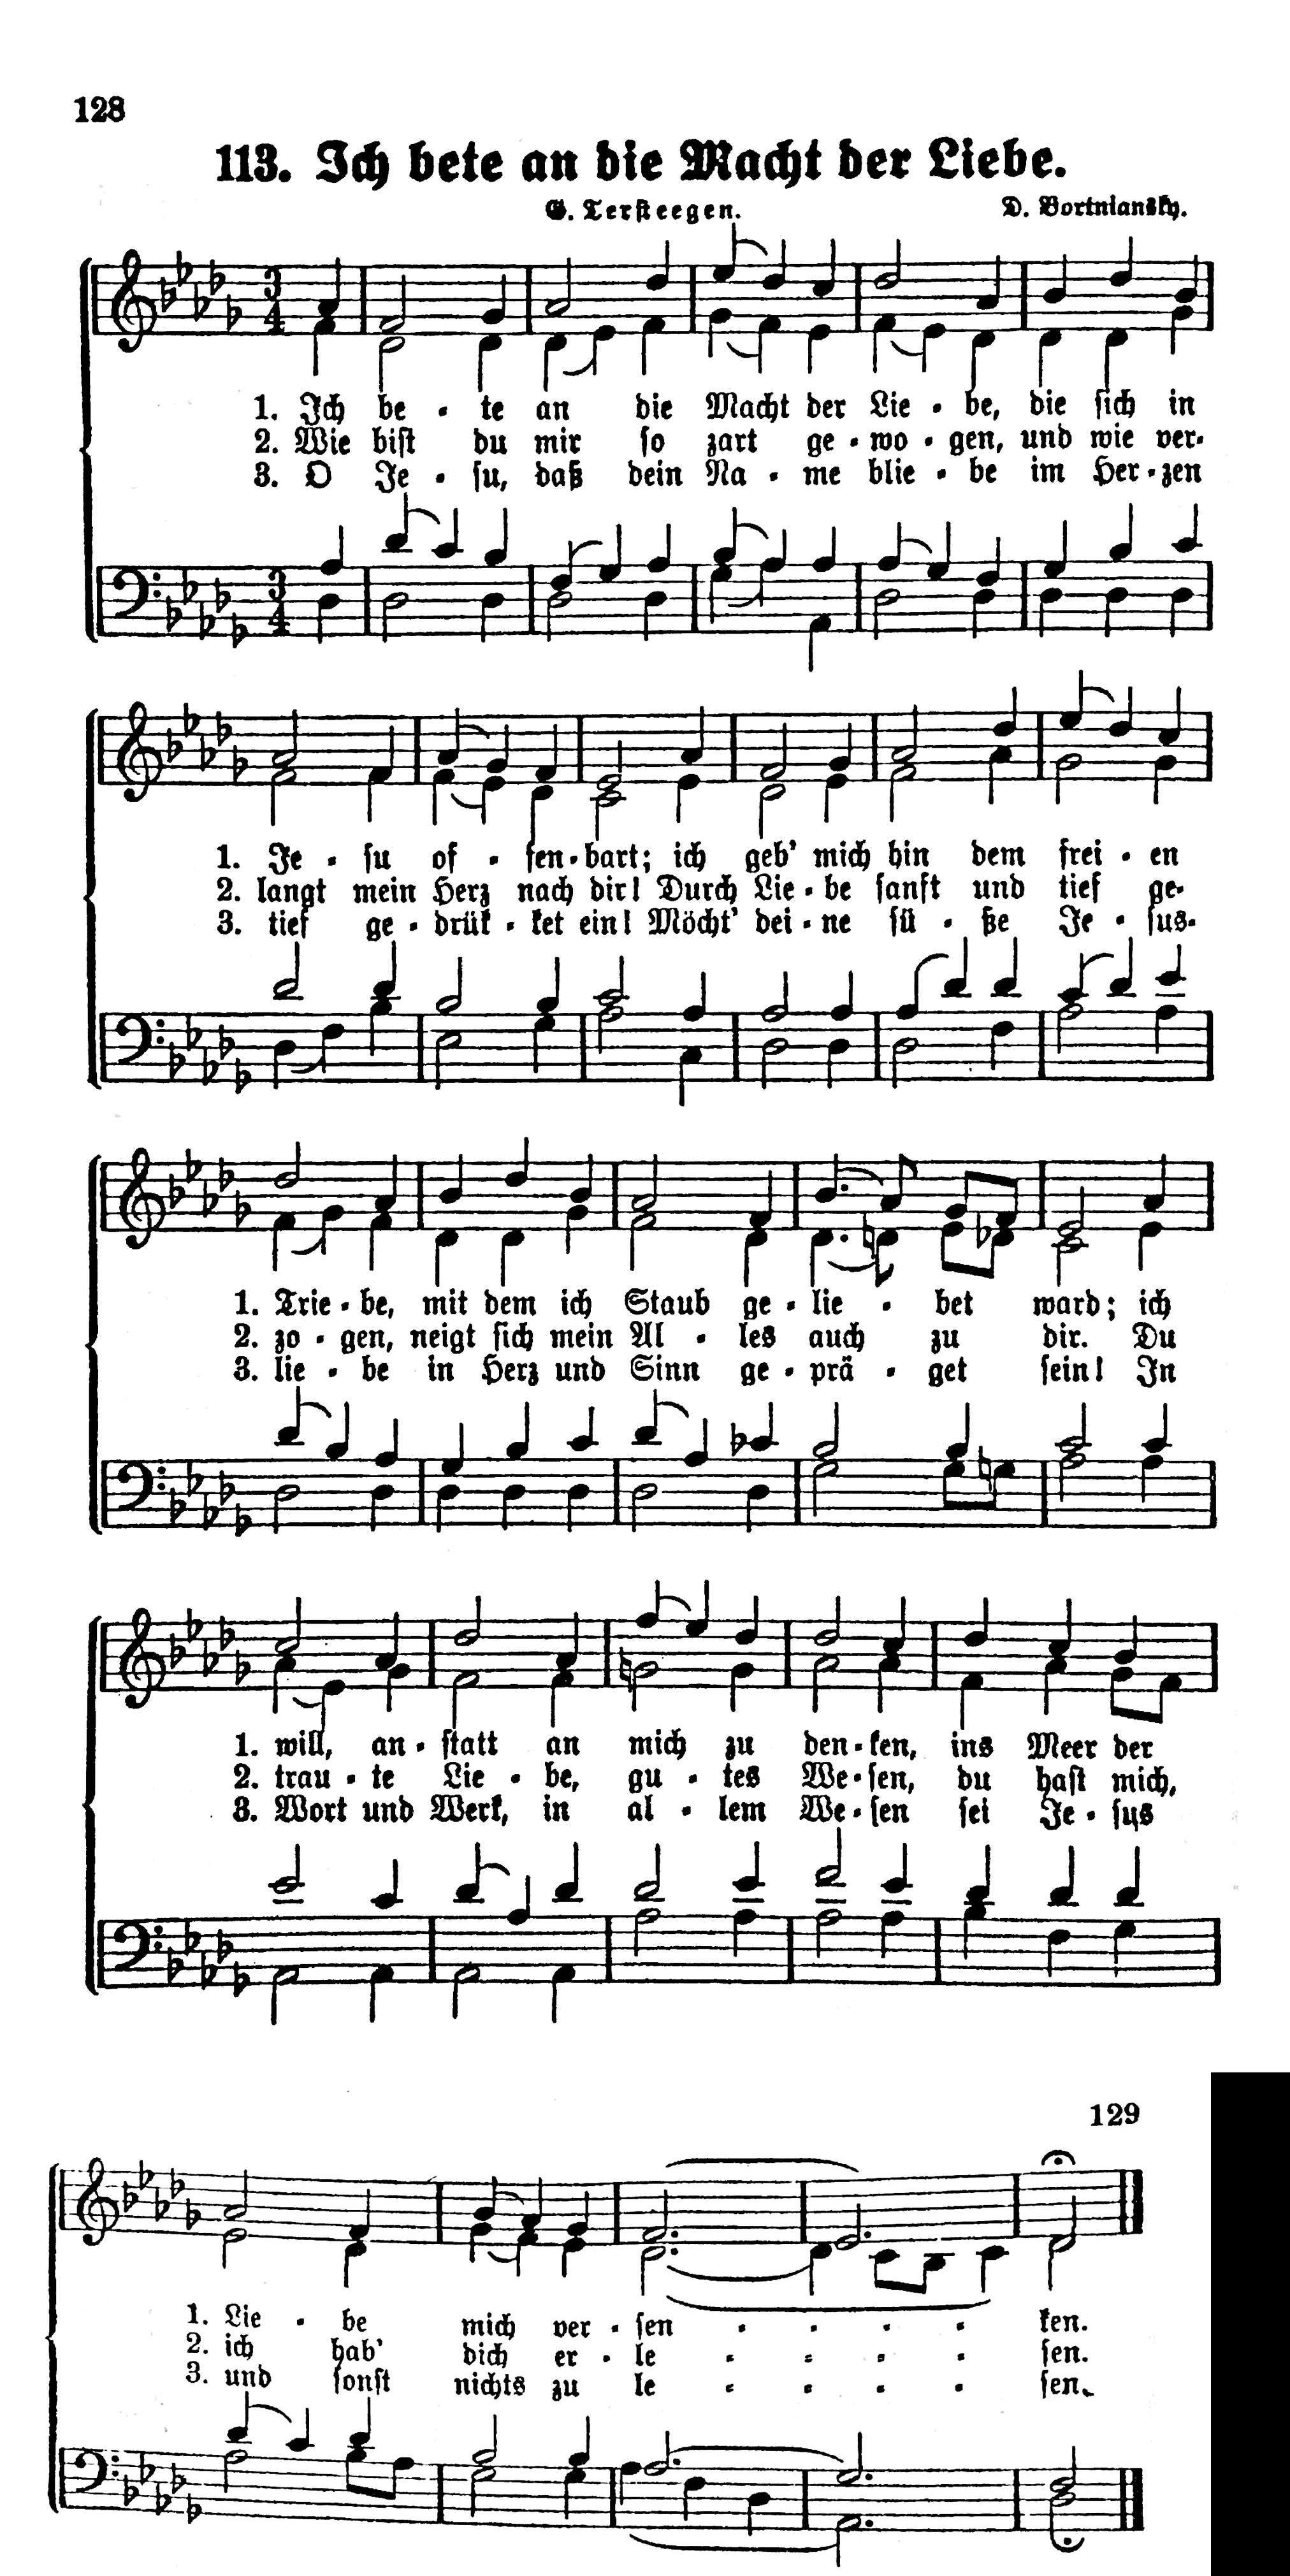 128
113. Ich bete an die Macht der Liebe.
G. Tersteegen. D. Bortniansky.
3
4
1. Ich be - te an die Macht der Lie - be, die sich in
2. Wie bist du mir so zart ge - wo - gen, und wie ver-
3. O Je - su, daß dein Na - me blie - be im Her - zen
3
4
1. Je - su of - fen - bart; ich geb' mich hin dem frei - en
2. langt mein Herz nach dir! Durch Lie - be sanft und tief ge-
3. tief ge - drük - ket ein! Möcht' dei - ne sü - ße Je - sus-
1. Trie - be, mit dem ich Staub ge - lie - bet ward; ich
2. zo - gen, neigt sich mein Al - les auch zu dir. Du
3. lie - be in Herz und Sinn ge - prä - get sein! In
1. will, an - statt an mich zu den - ken, ins Meer der
2. trau - te Lie - be, gu - tes We - sen, du hast mich,
3. Wort und Werk, in al - lem We - sen sei Je - sus
129
1. Lie - be mich ver - sen - - - - ken.
2. ich hab' dich er - le - - - - sen.
3. und sonst nichts zu le - - - - sen.